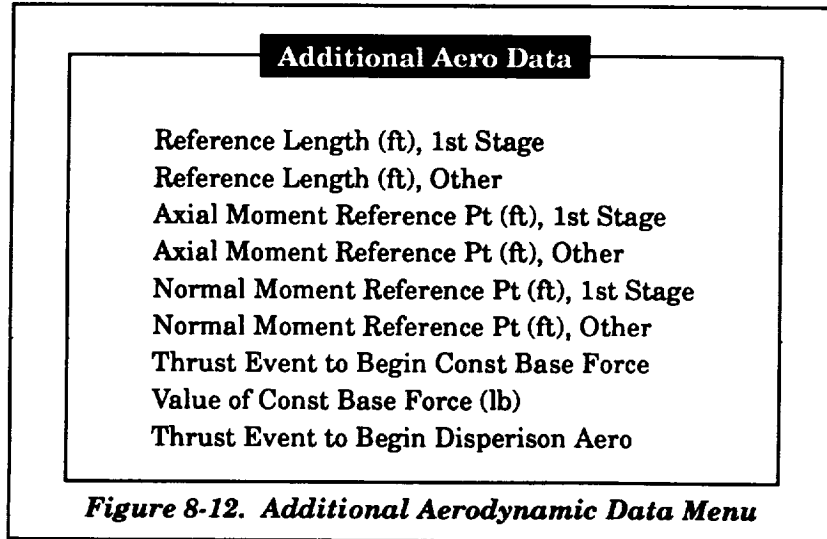 Additional Aero Data
Reference Length (ft), 1st Stage
Reference Length (ft), Other
Axial Moment Reference Pt (ft), 1st Stage
Axial Moment Reference Pt (ft), Other
Normal Moment Reference Pt (ft), 1st Stage
Normal Moment Reference Pt (ft), Other
Thrust Event to Begin Const Base Force
Value of Const Base Force (lb)
Thrust Event to Begin Disperison Aero
Figure 8-12. Additional Aerodynamic Data Menu